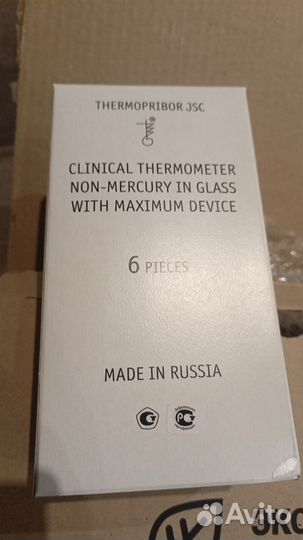 THERMOPRIBOR JSC
CLINICAL THERMOMETER
NON-MERCURY IN GLASS
WITH MAXIMUM DEVICE
6 PIECES
MADE IN RUSSIA
Avito